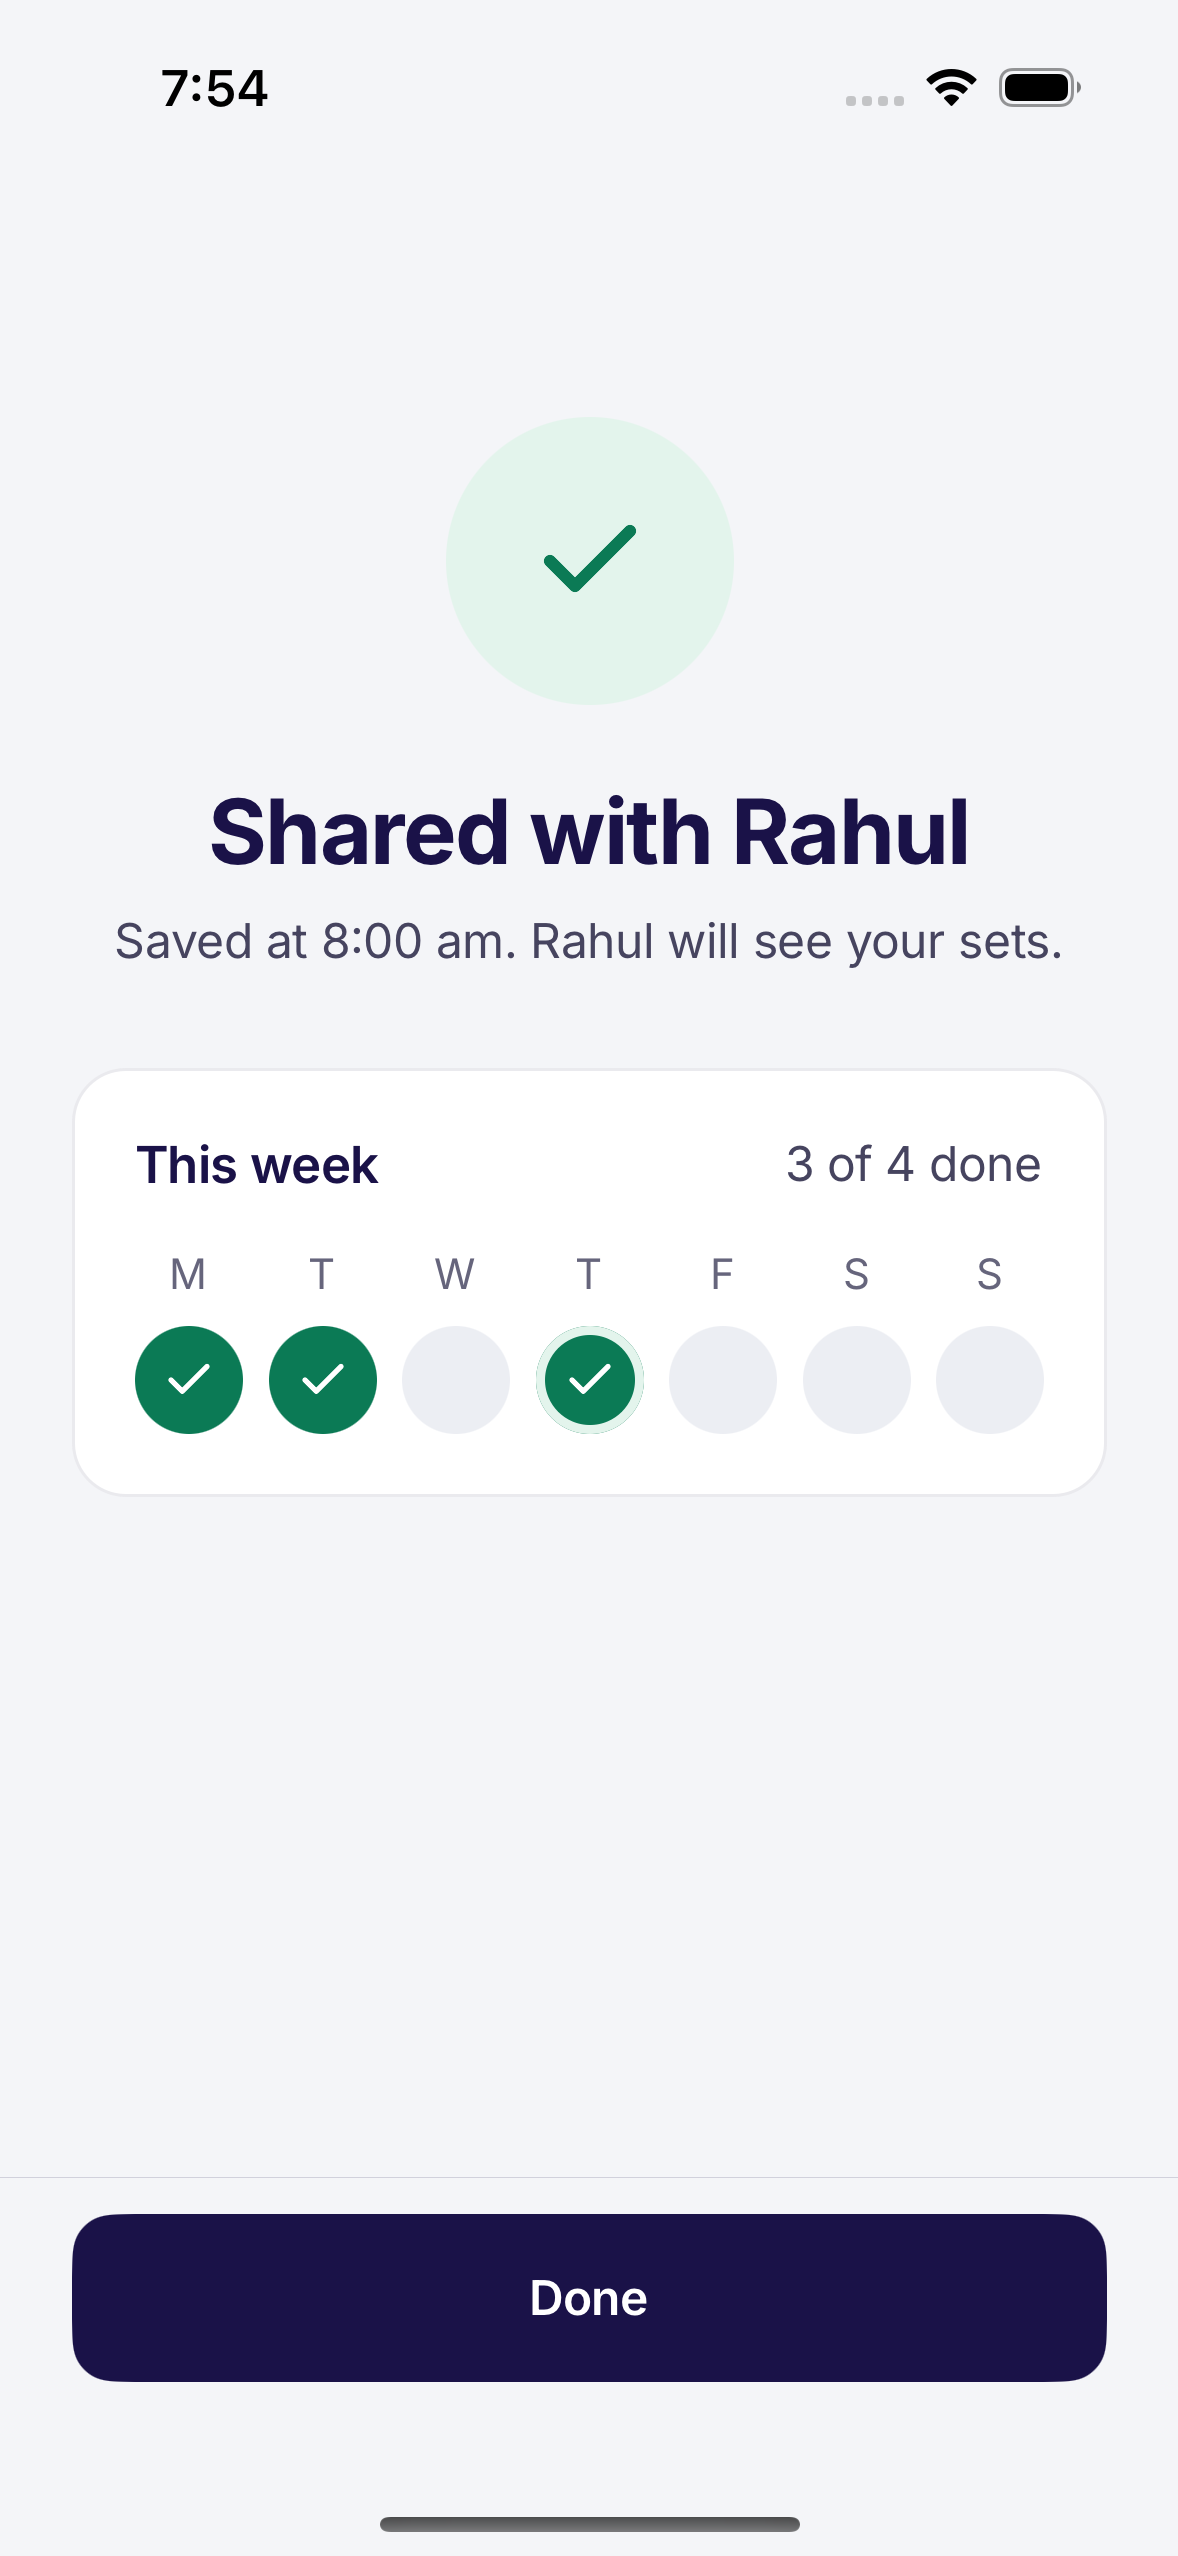 7:54
Shared with Rahul
Saved at 8:00 am. Rahul will see your sets.
This week 3 of 4 done
M T W T F S S
Done